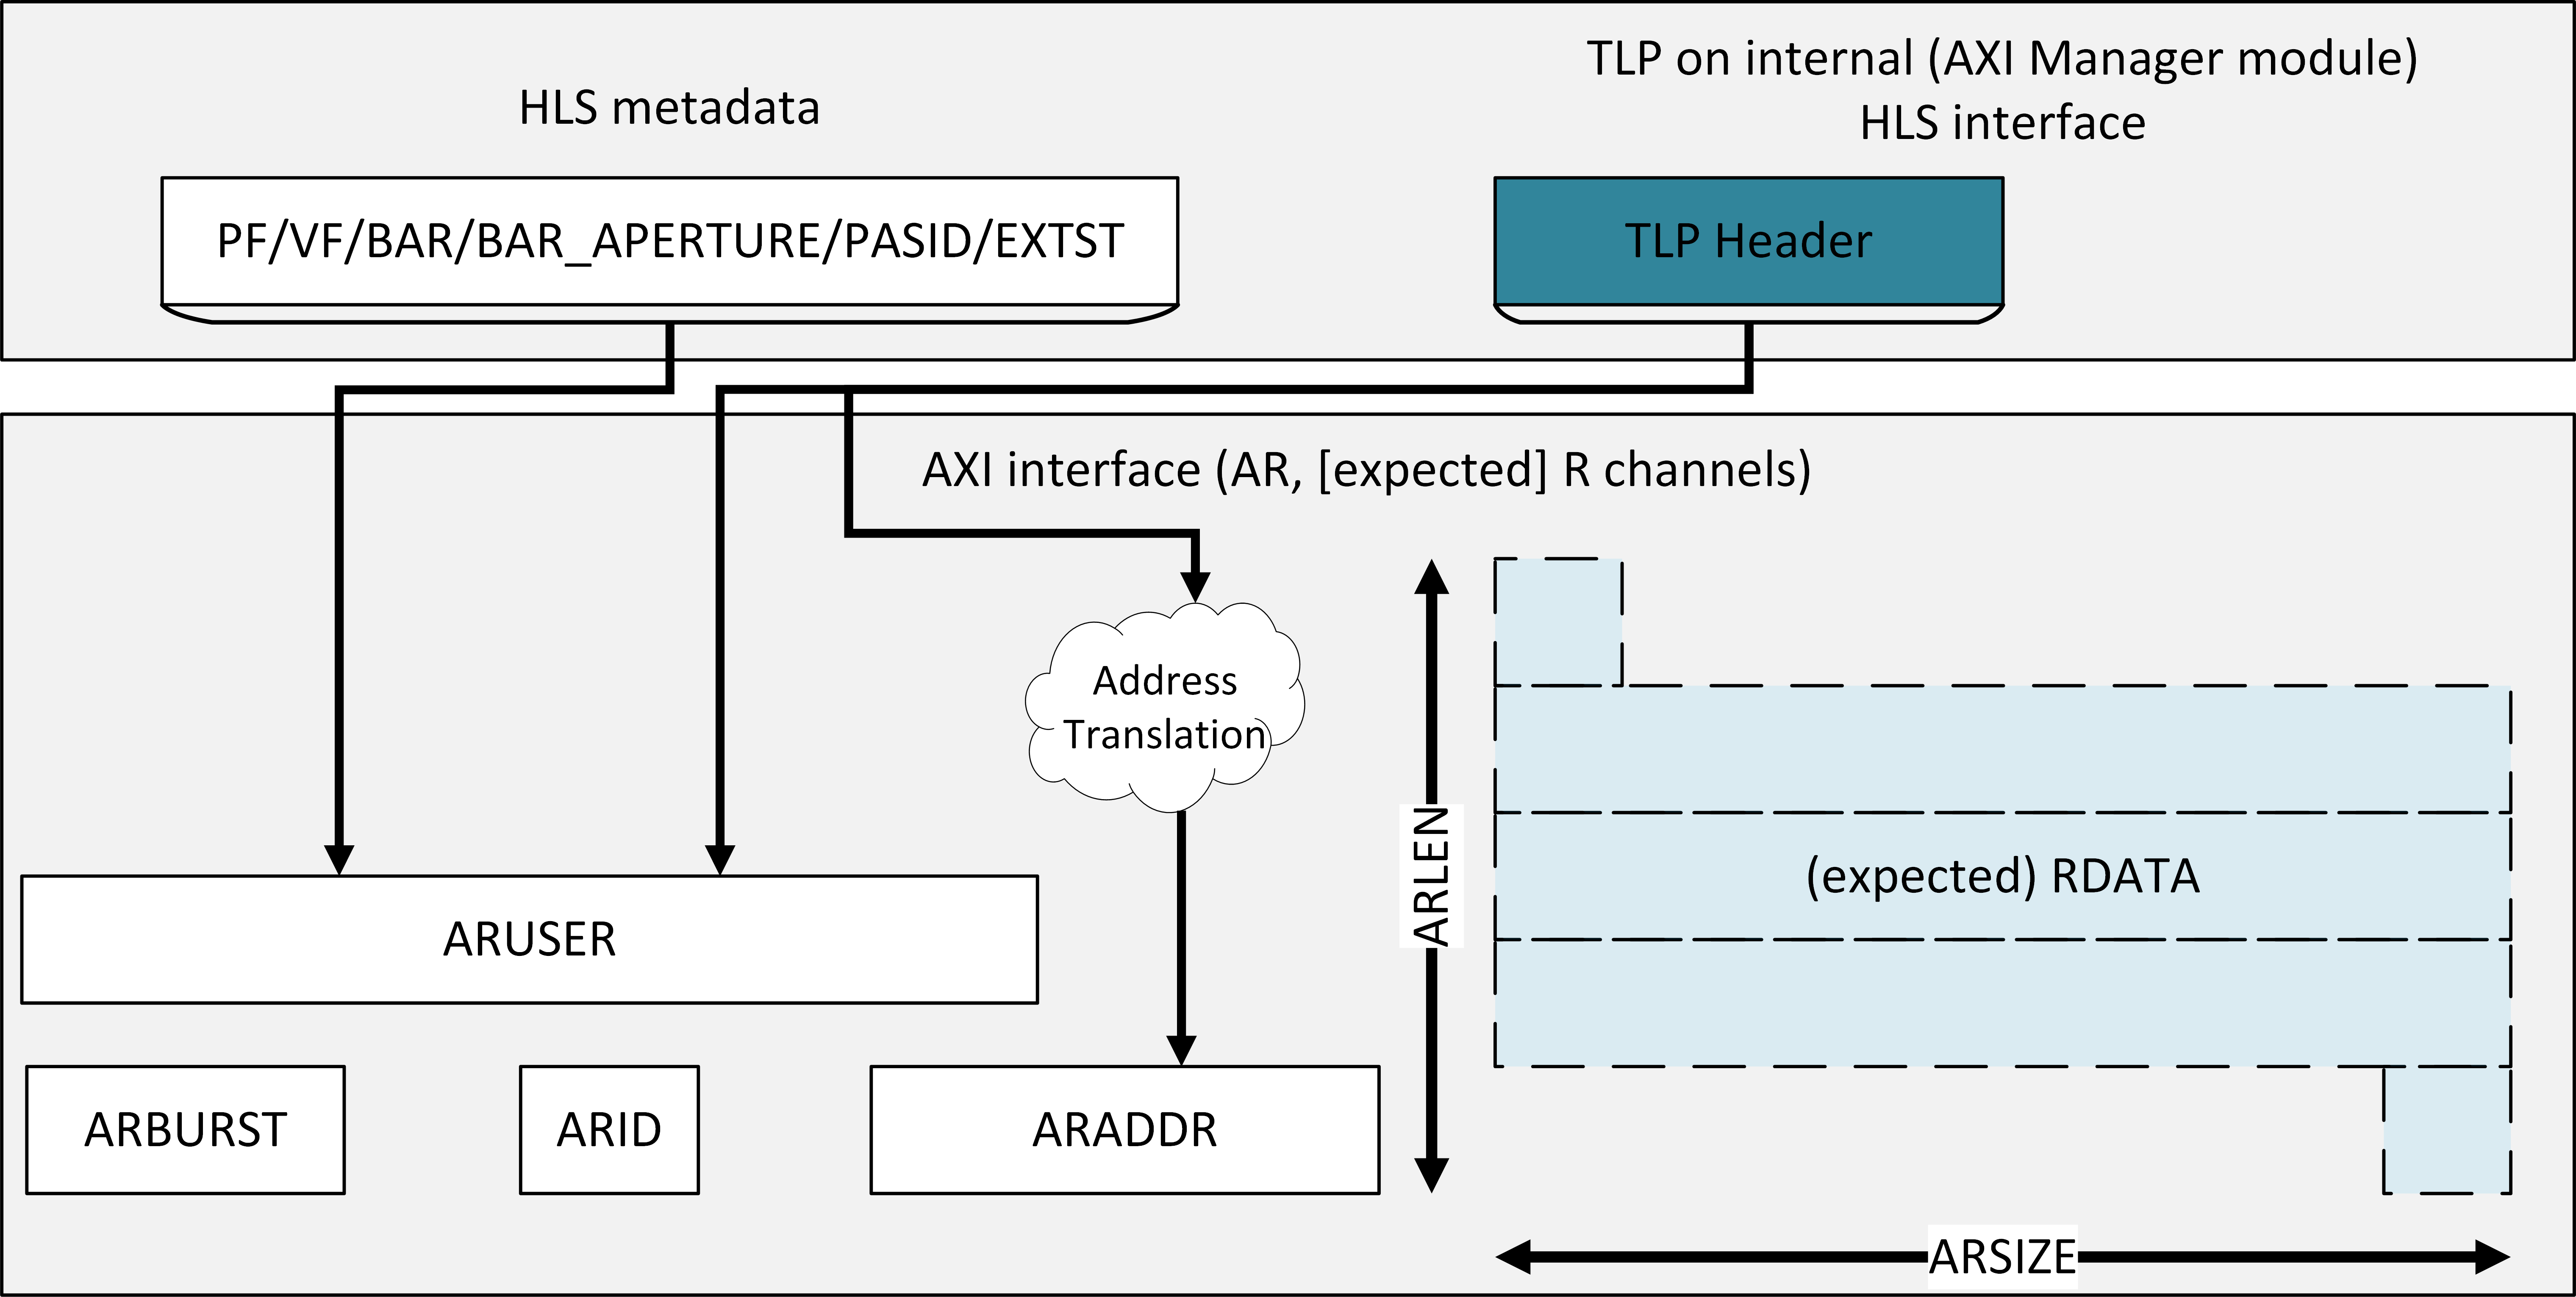 TLP on internal (AXI Manager module)
HLS interface
HLS metadata
PF/VF/BAR/BAR_APERTURE/PASID/EXTST
TLP Header
AXI interface (AR, [expected] R channels)
Address
Translation
ARLEN
(expected) RDATA
ARUSER
ARBURST
ARID
ARADDR
ARSIZE